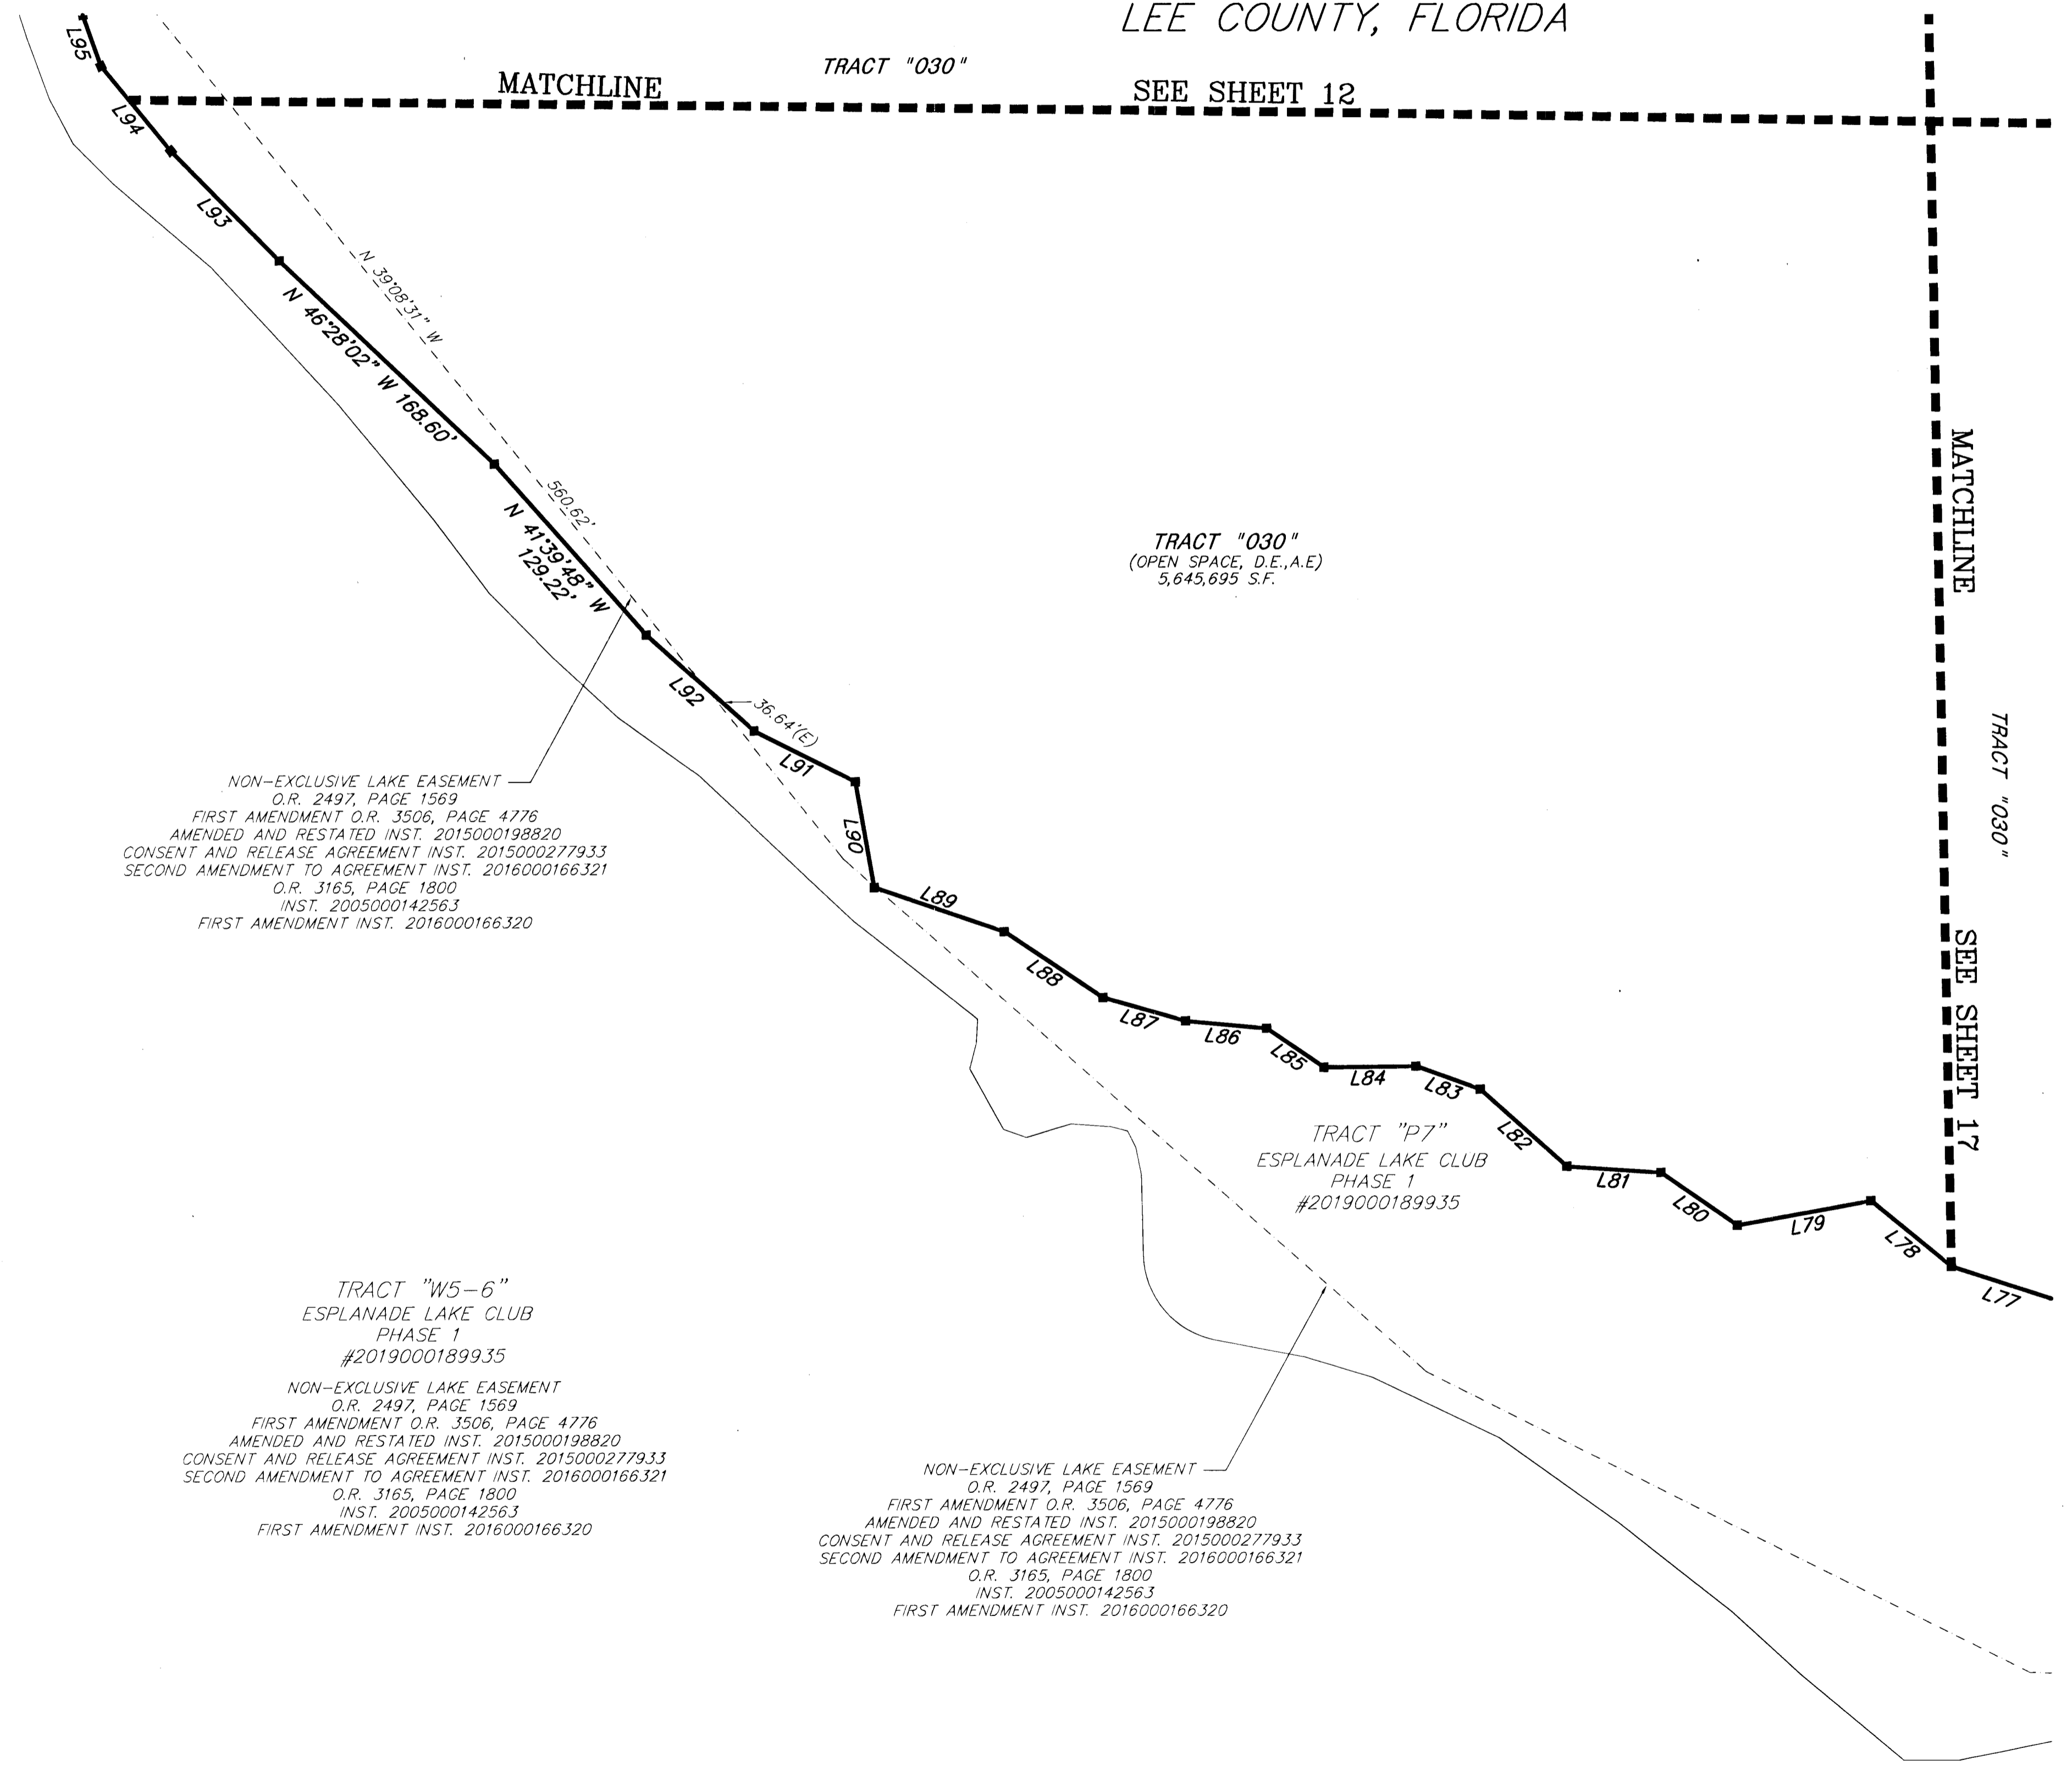 LEE COUNTY, FLORIDA
TRACT "030"
MATCHLINE
SEE SHEET 12
L95
L94
L93
N 39°08'31" W
N 46°28'02" W 168.60'
560.62'
N 41°39'48" W
129.22'
L92
36.64'(E)
L91
L90
L89
L88
L87
L86
L85
L84
L83
L82
L81
L80
L79
L78
L77
TRACT "030"
(OPEN SPACE, D.E.,A.E)
5,645,695 S.F.
MATCHLINE
TRACT "030"
SEE SHEET 17
NON-EXCLUSIVE LAKE EASEMENT
O.R. 2497, PAGE 1569
FIRST AMENDMENT O.R. 3506, PAGE 4776
AMENDED AND RESTATED INST. 2015000198820
CONSENT AND RELEASE AGREEMENT INST. 2015000277933
SECOND AMENDMENT TO AGREEMENT INST. 2016000166321
O.R. 3165, PAGE 1800
INST. 2005000142563
FIRST AMENDMENT INST. 2016000166320
TRACT "P7"
ESPLANADE LAKE CLUB
PHASE 1
#2019000189935
TRACT "W5-6"
ESPLANADE LAKE CLUB
PHASE 1
#2019000189935
NON-EXCLUSIVE LAKE EASEMENT
O.R. 2497, PAGE 1569
FIRST AMENDMENT O.R. 3506, PAGE 4776
AMENDED AND RESTATED INST. 2015000198820
CONSENT AND RELEASE AGREEMENT INST. 2015000277933
SECOND AMENDMENT TO AGREEMENT INST. 2016000166321
O.R. 3165, PAGE 1800
INST. 2005000142563
FIRST AMENDMENT INST. 2016000166320
NON-EXCLUSIVE LAKE EASEMENT
O.R. 2497, PAGE 1569
FIRST AMENDMENT O.R. 3506, PAGE 4776
AMENDED AND RESTATED INST. 2015000198820
CONSENT AND RELEASE AGREEMENT INST. 2015000277933
SECOND AMENDMENT TO AGREEMENT INST. 2016000166321
O.R. 3165, PAGE 1800
INST. 2005000142563
FIRST AMENDMENT INST. 2016000166320